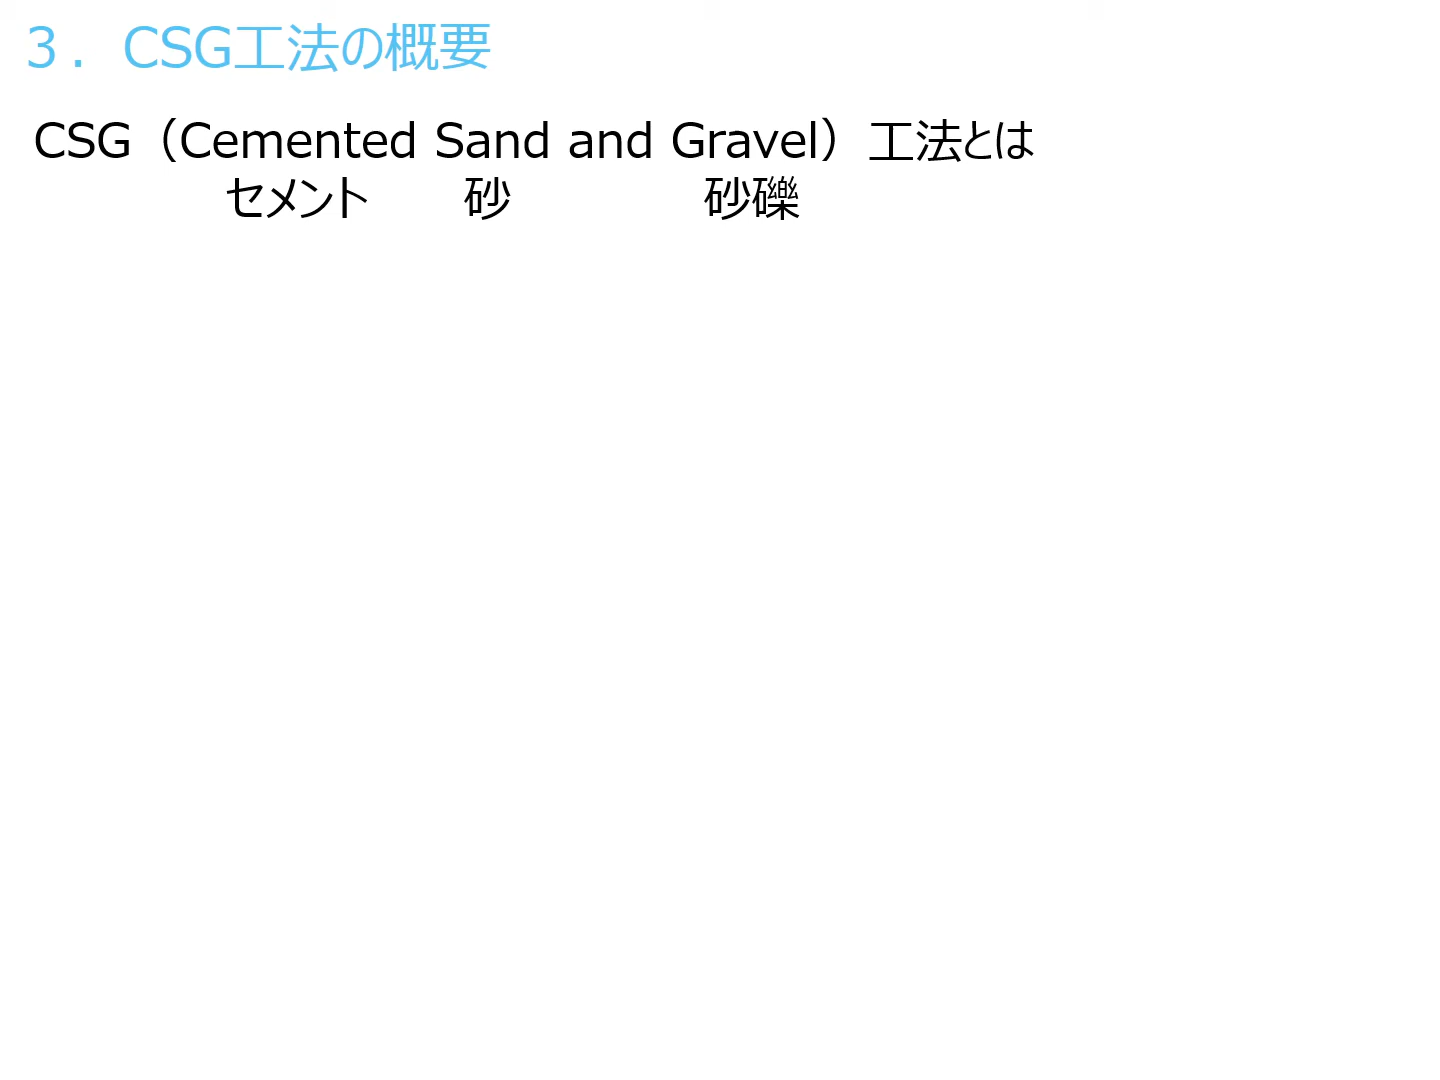 ３．CSG工法の概要
CSG（Cemented Sand and Gravel）工法とは
セメント　砂　砂礫